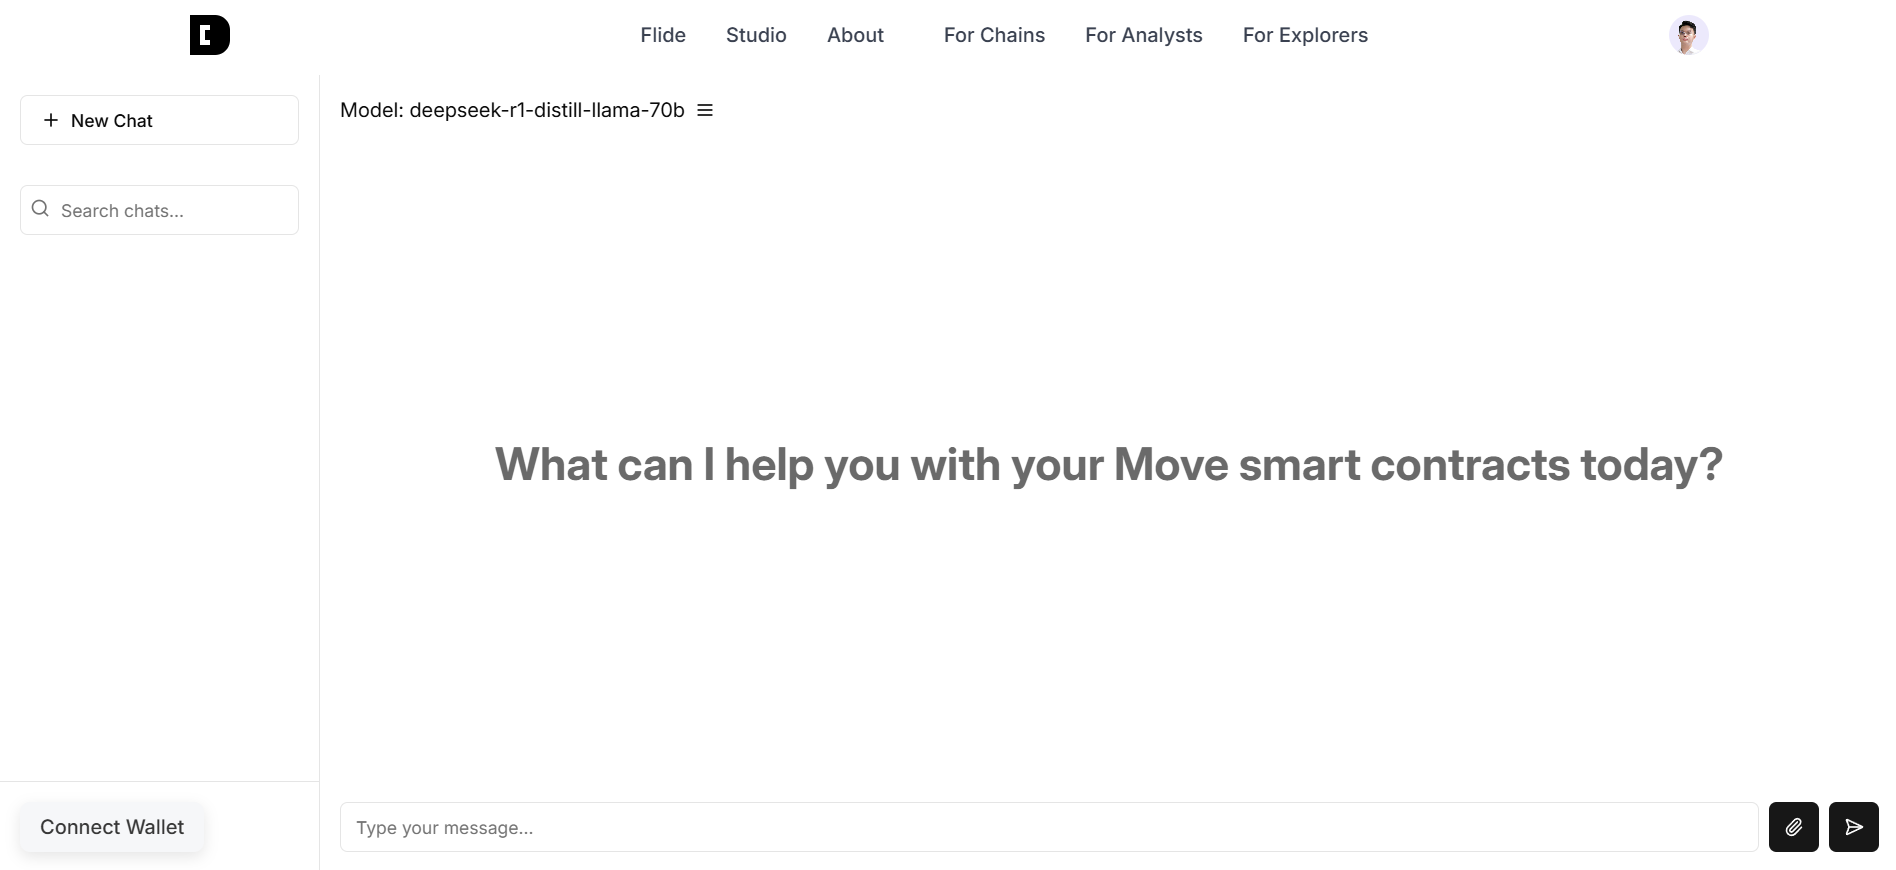 Flide Studio About For Chains For Analysts For Explorers
New Chat
Search chats...
Model: deepseek-r1-distill-llama-70b
What can I help you with your Move smart contracts today?
Connect Wallet
Type your message...